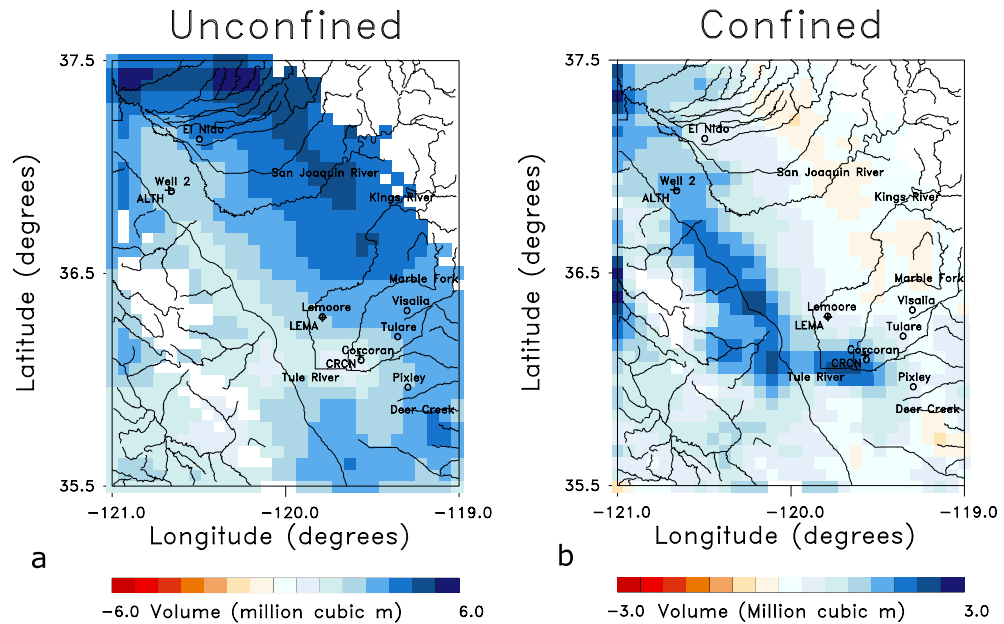 Unconfined
37.5
36.5
35.5
Latitude (degrees)
El Nido
San Joaquin River
Well 2
ALTH
Kings River
Marble Fork
Lemoore
LEMA
Visalia
Tulare
Corcoran
CRCN
Tule River
Pixley
Deer Creek
-121.0 -120.0 -119.0
Longitude (degrees)
a
-6.0 Volume (million cubic m) 6.0
Confined
37.5
36.5
35.5
Latitude (degrees)
El Nido
San Joaquin River
Well 2
ALTH
Kings River
Marble Fork
Lemoore
LEMA
Visalia
Tulare
Corcoran
CRCN
Tule River
Pixley
Deer Creek
-121.0 -120.0 -119.0
Longitude (degrees)
b
-3.0 Volume (Million cubic m) 3.0